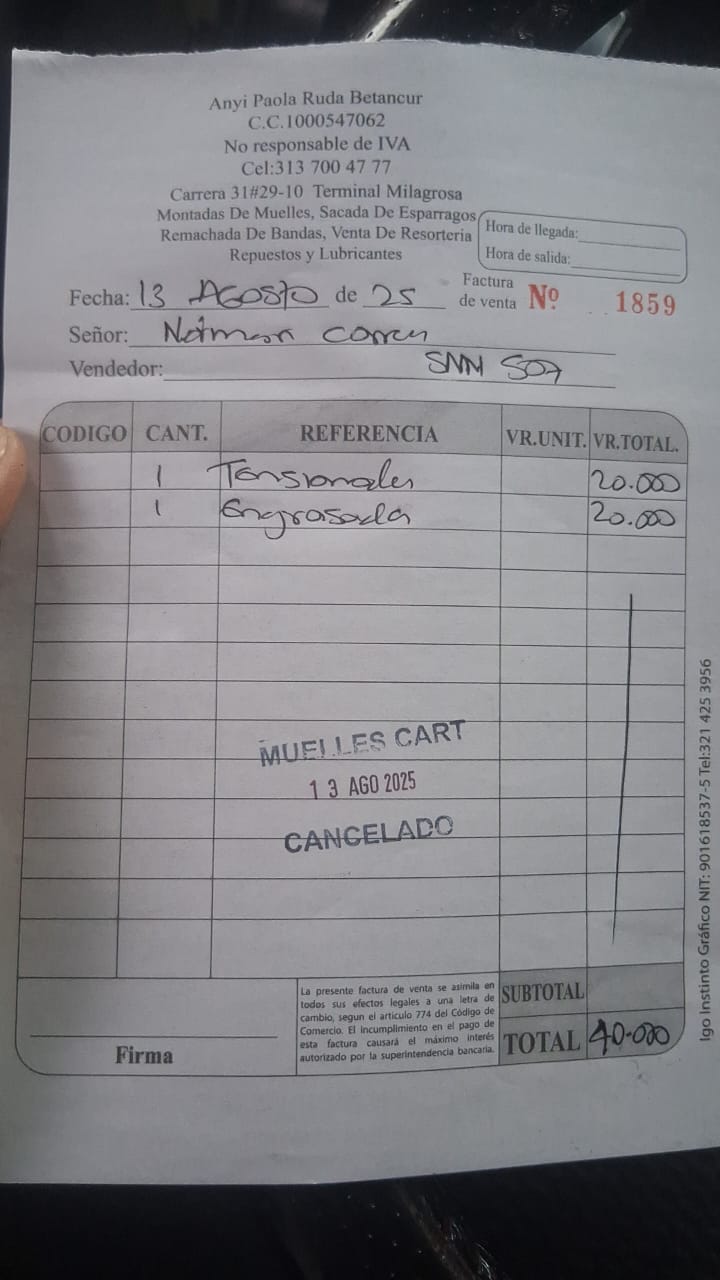 Anyi Paola Ruda Betancur
C.C.1000547062
No responsable de IVA
Cel:313 700 47 77
Carrera 31#29-10 Terminal Milagrosa
Montadas De Muelles, Sacada De Esparragos
Remachada De Bandas, Venta De Resorteria
Repuestos y Lubricantes
Hora de llegada:
Hora de salida:
Fecha: 13 AGOSTO de 25
Factura de venta Nº 1859
Señor: Norman
Vendedor: SNN 507
CODIGO CANT. REFERENCIA VR.UNIT. VR.TOTAL.
1 Tensionales 20.000
1 Engrasada 20.000
MUELLES CART
13 AGO 2025
CANCELADO
La presente factura de venta se asimila en
todos sus efectos legales a una letra de
cambio, segun el articulo 774 del Código de
Comercio. El incumplimiento en el pago de
esta factura causará el máximo interés
autorizado por la superintendencia bancaria.
SUBTOTAL
TOTAL 40.000
Firma
Igo Instinto Gráfico NIT: 901618537-5 Tel:321 425 3956